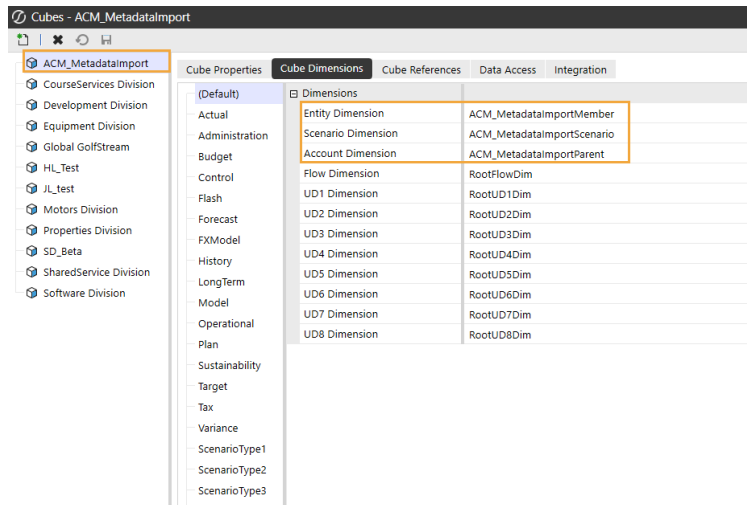 Cubes - ACM_MetadataImport
ACM_MetadataImport
CourseServices Division
Development Division
Equipment Division
Global GolfStream
HL_Test
JL_test
Motors Division
Properties Division
SD_Beta
SharedService Division
Software Division
Cube Properties Cube Dimensions Cube References Data Access Integration
(Default)
Actual
Administration
Budget
Control
Flash
Forecast
FXModel
History
LongTerm
Model
Operational
Plan
Sustainability
Target
Tax
Variance
ScenarioType1
ScenarioType2
ScenarioType3
Dimensions
Entity Dimension ACM_MetadataImportMember
Scenario Dimension ACM_MetadataImportScenario
Account Dimension ACM_MetadataImportParent
Flow Dimension RootFlowDim
UD1 Dimension RootUD1Dim
UD2 Dimension RootUD2Dim
UD3 Dimension RootUD3Dim
UD4 Dimension RootUD4Dim
UD5 Dimension RootUD5Dim
UD6 Dimension RootUD6Dim
UD7 Dimension RootUD7Dim
UD8 Dimension RootUD8Dim